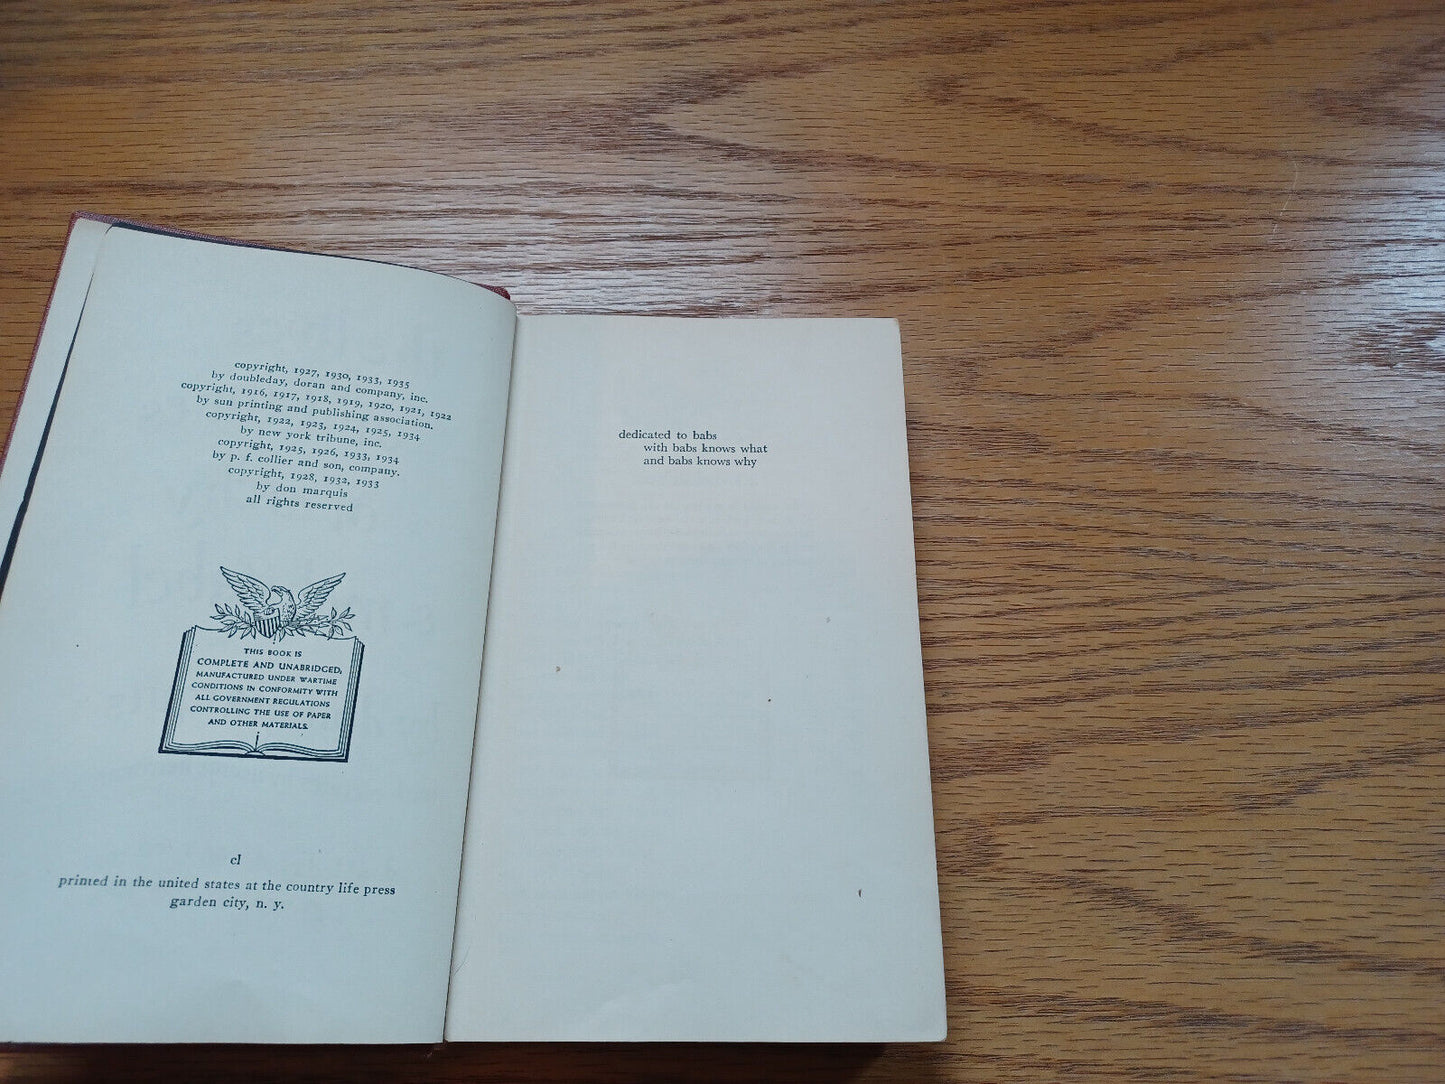 copyright, 1927, 1930, 1933, 1935
by doubleday, doran and company, inc.
copyright, 1916, 1917, 1918, 1919, 1920, 1921, 1922
by sun printing and publishing association.
copyright, 1922, 1923, 1924, 1925, 1934
by new york tribune, inc.
copyright, 1925, 1926, 1933, 1934
by p. f. collier and son, company.
copyright, 1928, 1932, 1933
by don marquis
all rights reserved
THIS BOOK IS
COMPLETE AND UNABRIDGED,
MANUFACTURED UNDER WARTIME
CONDITIONS IN CONFORMITY WITH
ALL GOVERNMENT REGULATIONS
CONTROLLING THE USE OF PAPER
AND OTHER MATERIALS.
cl
printed in the united states at the country life press
garden city, n. y.
dedicated to babs
with babs knows what
and babs knows why